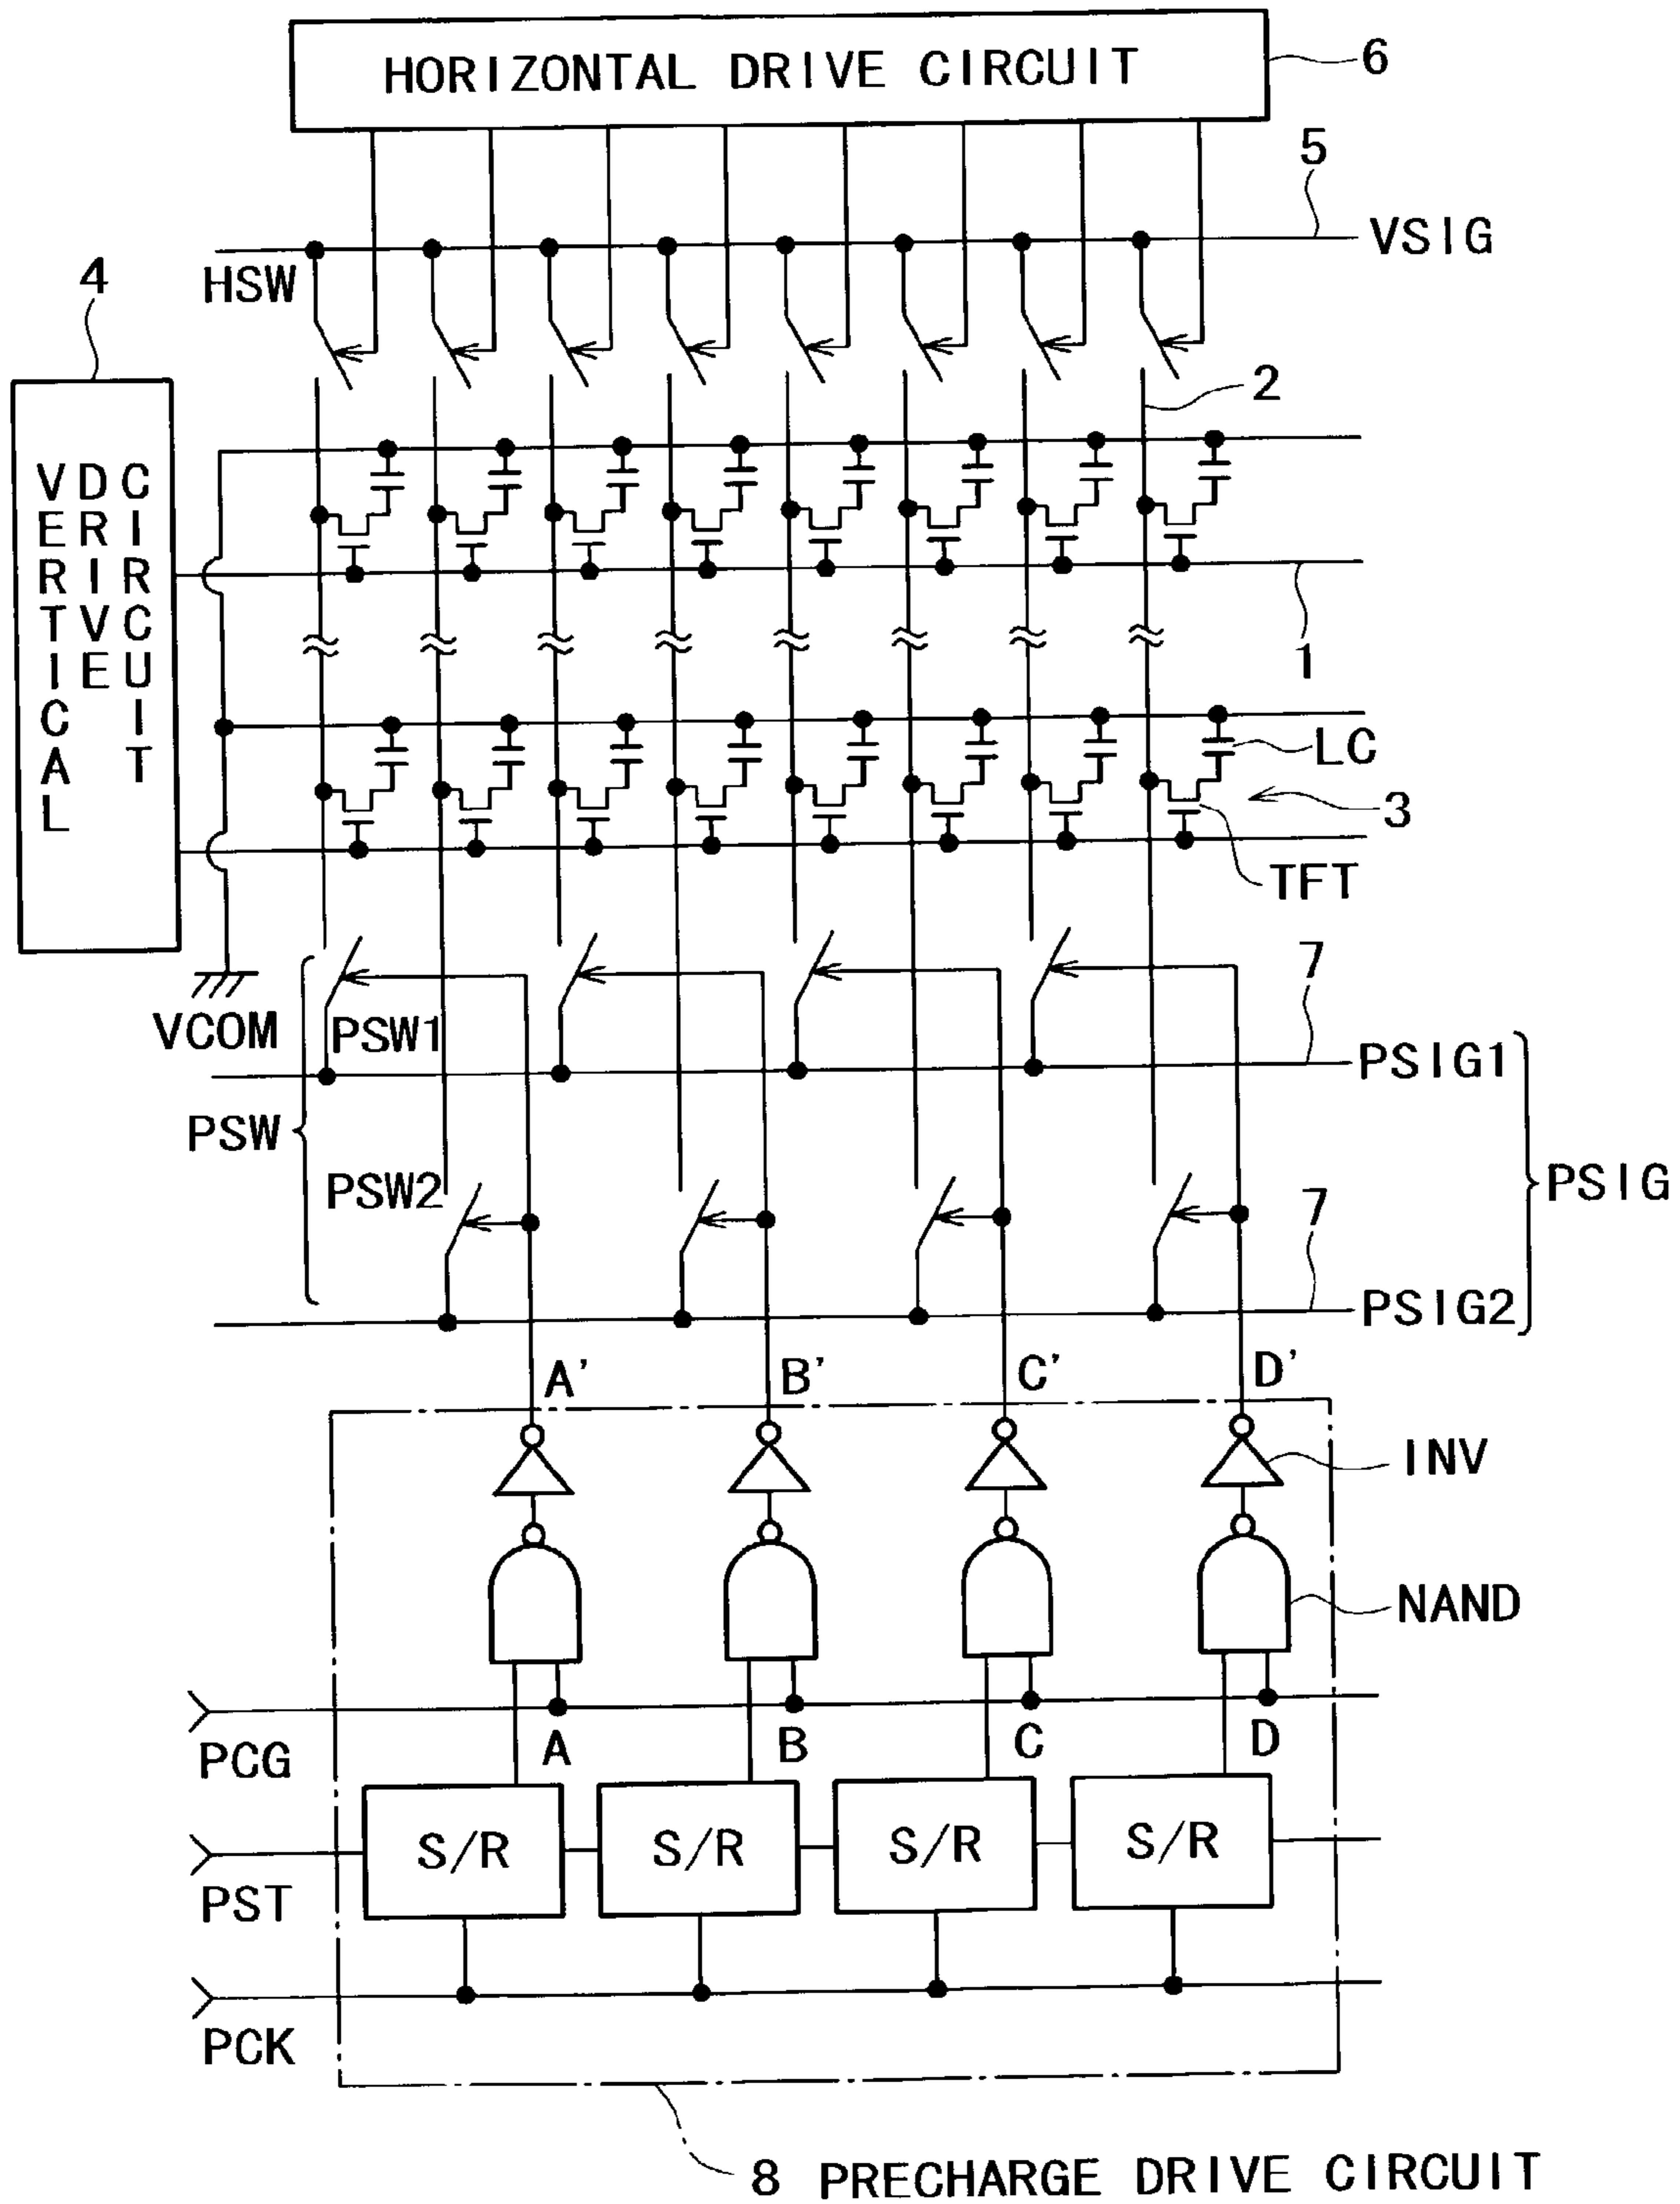 HORIZONTAL DRIVE CIRCUIT
6
5
VSIG
HSW
4
2
VERTICAL
DRIVE
CIRCUIT
1
LC
3
TFT
7
VCOM
PSW1
PSIG1
PSW
PSW2
PSIG
7
PSIG2
A'
B'
C'
D'
INV
NAND
PCG
A
B
C
D
S/R
S/R
S/R
S/R
PST
PCK
8 PRECHARGE DRIVE CIRCUIT